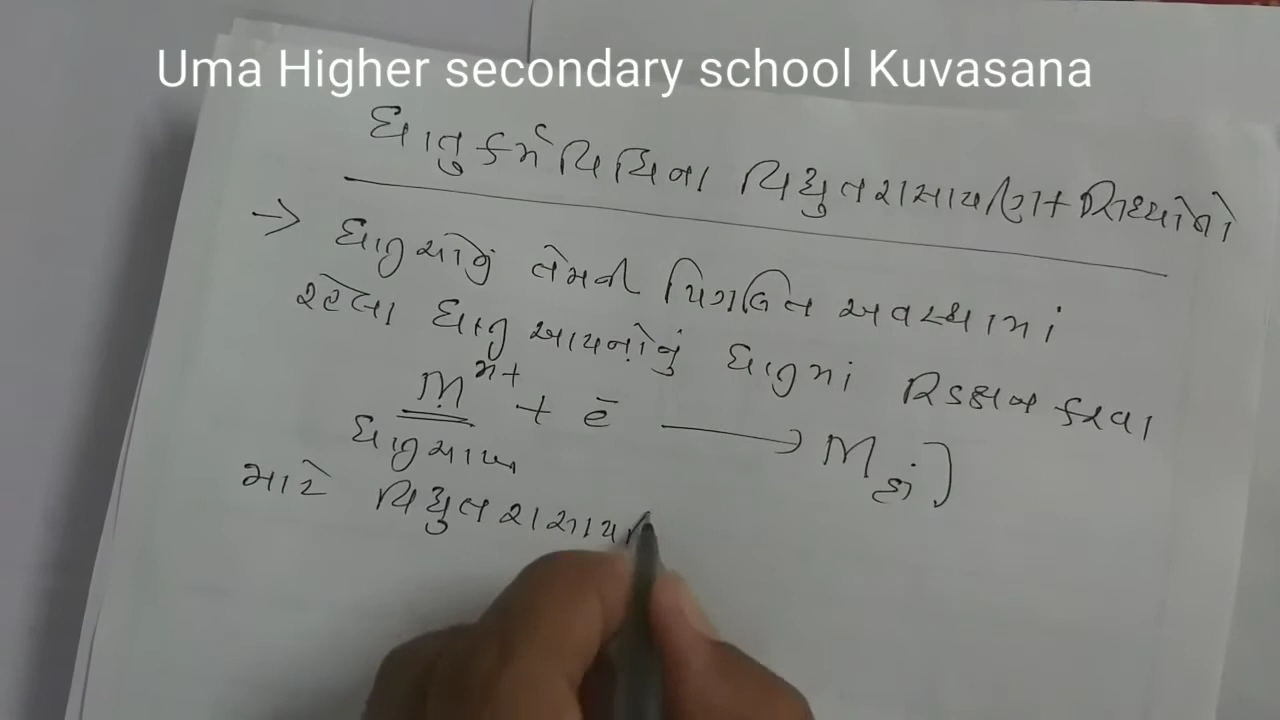 Uma Higher secondary school Kuvasana
ધાતુકર્મવિધિના વિદ્યુતરાસાયણિક સિધ્ધાંતો
→ ધાતુઓનું તેમની પિગલિત અવસ્થામાં
રહેલા ધાતુ આયનોનું ધાતુમાં રિડક્શન કરવા
M^n+ + e̅ ⟶ M
ધાતુઆયન
માટે વિદ્યુતરાસાય